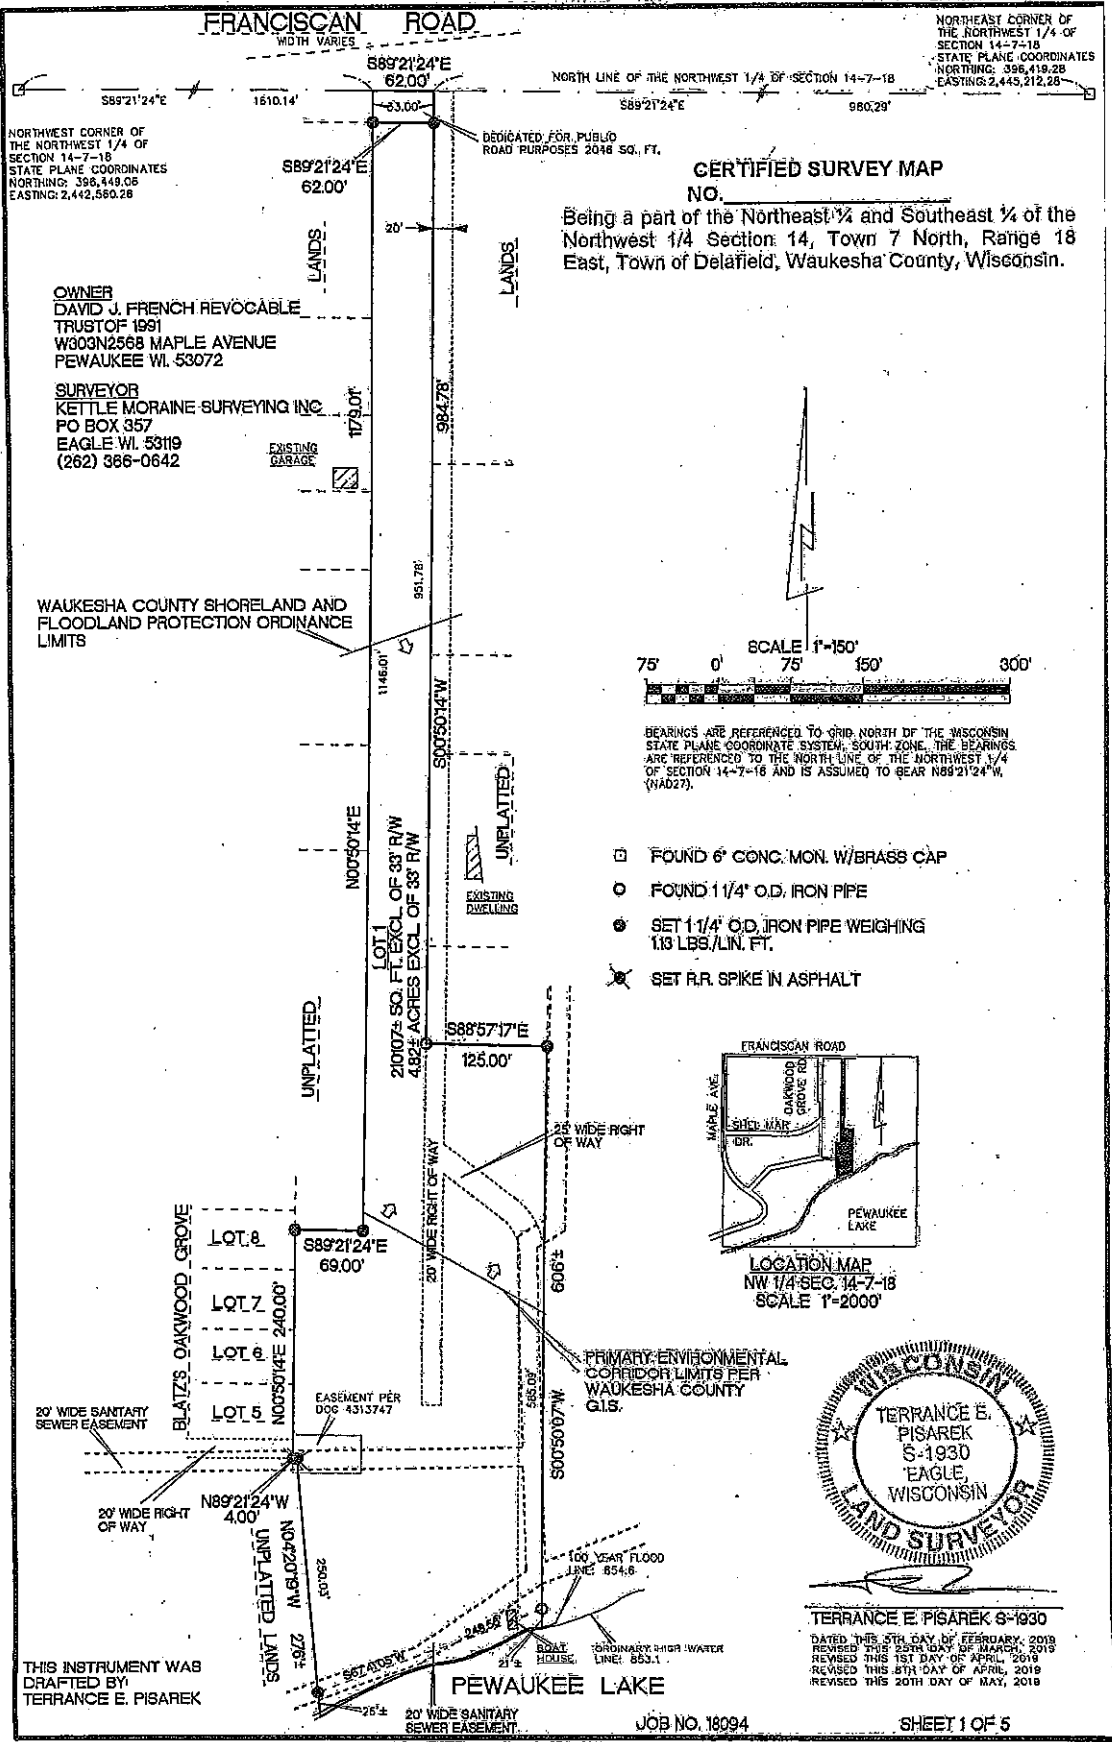 FRANCISCAN ROAD
WIDTH VARIES
S89°21'24"E
62.00'
NORTHEAST CORNER OF
THE NORTHWEST 1/4 OF
SECTION 14-7-18
STATE PLANE COORDINATES
NORTHING: 396,419.28
EASTING: 2,445,212.28
NORTH LINE OF THE NORTHWEST 1/4 OF SECTION 14-7-18
S89°21'24"E
1610.14'
33.00'
S89°21'24"E
980.29'
NORTHWEST CORNER OF
THE NORTHWEST 1/4 OF
SECTION 14-7-18
STATE PLANE COORDINATES
NORTHING: 396,449.06
EASTING: 2,442,580.28
DEDICATED FOR PUBLIC
ROAD PURPOSES 2046 SQ. FT.
S89°21'24"E
62.00'
CERTIFIED SURVEY MAP
NO.
Being a part of the Northeast ¼ and Southeast ¼ of the
Northwest 1/4 Section 14, Town 7 North, Range 18
East, Town of Delafield, Waukesha County, Wisconsin.
20'
LANDS
LANDS
OWNER
DAVID J. FRENCH REVOCABLE
TRUSTOF 1991
W303N2568 MAPLE AVENUE
PEWAUKEE WI. 53072
SURVEYOR
KETTLE MORAINE SURVEYING INC
PO BOX 357
EAGLE WI. 53119
(262) 366-0642
1179.01'
984.78'
EXISTING
GARAGE
951.78'
WAUKESHA COUNTY SHORELAND AND
FLOODLAND PROTECTION ORDINANCE
LIMITS
1146.01'
S00°50'14"W
SCALE 1"=150'
75' 0' 75' 150' 300'
BEARINGS ARE REFERENCED TO GRID NORTH OF THE WISCONSIN
STATE PLANE COORDINATE SYSTEM, SOUTH ZONE. THE BEARINGS
ARE REFERENCED TO THE NORTH LINE OF THE NORTHWEST 1/4
OF SECTION 14-7-18 AND IS ASSUMED TO BEAR N89°21'24"W,
(NAD27).
N00°50'14"E
LOT 1
210107± SQ. FT. EXCL. OF 33' R/W
4.82± ACRES EXCL. OF 33' R/W
UNPLATTED
EXISTING
DWELLING
FOUND 6" CONC. MON. W/BRASS CAP
FOUND 1 1/4" O.D. IRON PIPE
SET 1 1/4" O.D. IRON PIPE WEIGHING
1.13 LBS./LIN. FT.
SET R.R. SPIKE IN ASPHALT
UNPLATTED
S88°57'17"E
125.00'
FRANCISCAN ROAD
MAPLE AVE.
OAKWOOD
GROVE RD.
SHEL MAR
DR.
PEWAUKEE
LAKE
LOCATION MAP
NW 1/4 SEC. 14-7-18
SCALE 1"=2000'
25' WIDE RIGHT
OF WAY
20' WIDE RIGHT OF WAY
BLATZ'S OAKWOOD GROVE
LOT 8
LOT 7
LOT 6
LOT 5
S89°21'24"E
69.00'
N00°50'14"E 240.00'
606'±
585.09'
S00°50'07"W
PRIMARY ENVIRONMENTAL
CORRIDOR LIMITS PER
WAUKESHA COUNTY
G.I.S.
EASEMENT PER
DOC 4313747
20' WIDE SANITARY
SEWER EASEMENT
20' WIDE RIGHT
OF WAY
N89°21'24"W
4.00'
UNPLATTED LANDS
N04°20'19"W 276'±
250.03'
100 YEAR FLOOD
LINE: 854.6
BOAT
HOUSE
ORDINARY HIGH WATER
LINE: 853.1
21'±
25'±
20' WIDE SANITARY
SEWER EASEMENT
PEWAUKEE LAKE
WISCONSIN
TERRANCE E.
PISAREK
S-1930
EAGLE,
WISCONSIN
LAND SURVEYOR
TERRANCE E. PISAREK S-1930
DATED THIS 5TH DAY OF FEBRUARY, 2019
REVISED THIS 25TH DAY OF MARCH, 2019
REVISED THIS 1ST DAY OF APRIL, 2019
REVISED THIS 8TH DAY OF APRIL, 2019
REVISED THIS 20TH DAY OF MAY, 2019
THIS INSTRUMENT WAS
DRAFTED BY:
TERRANCE E. PISAREK
JOB NO. 18094
SHEET 1 OF 5